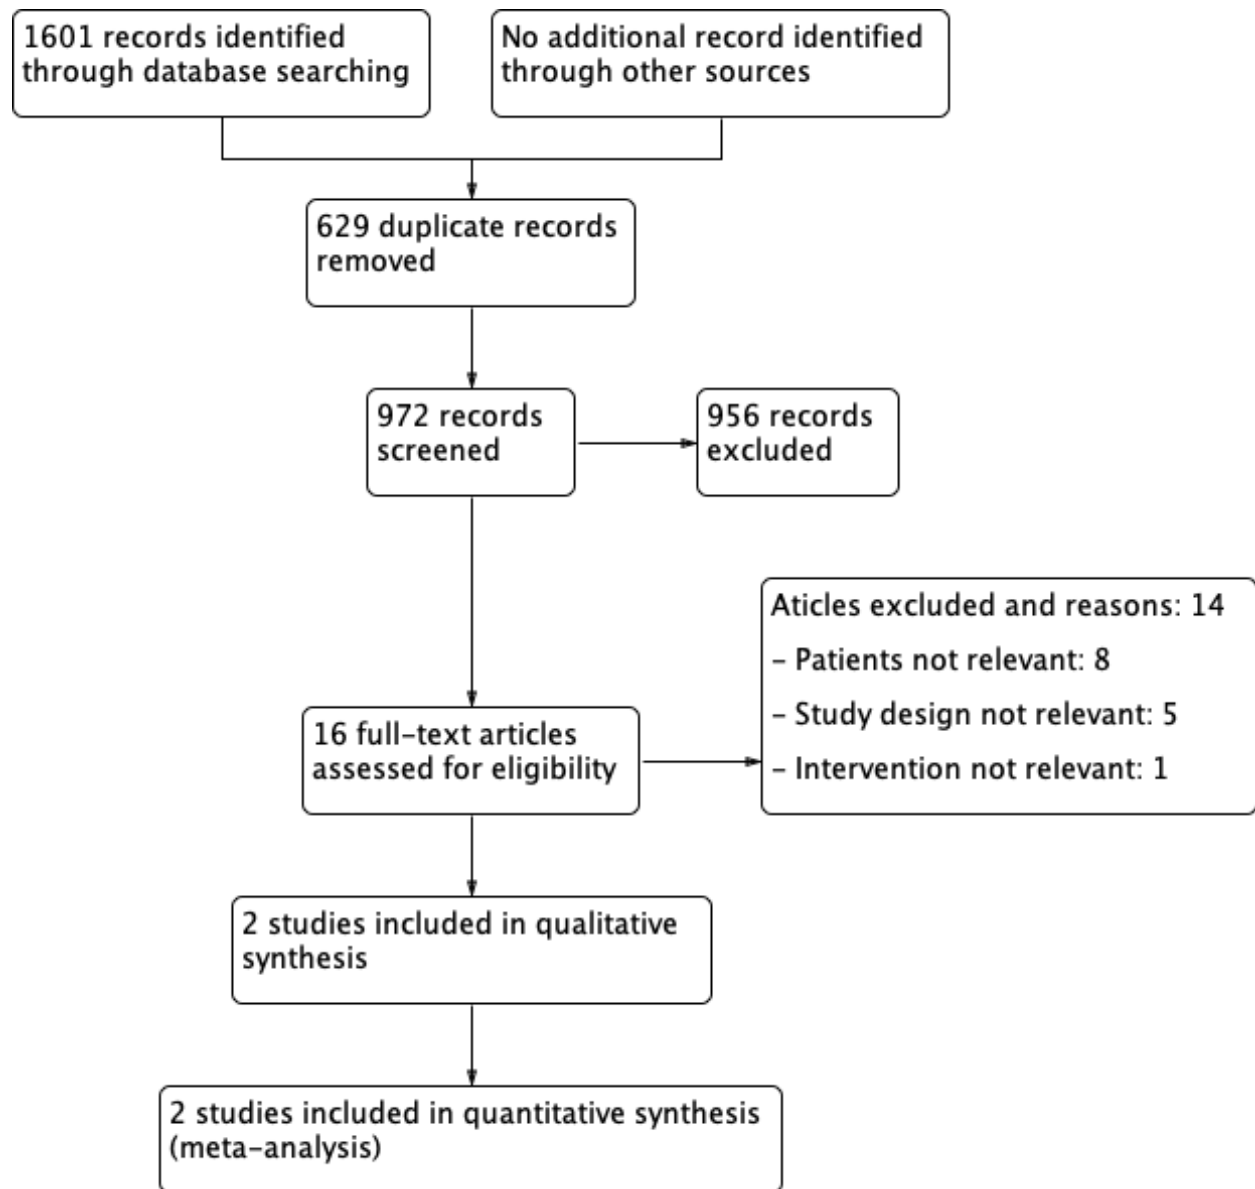 1601 records identified
through database searching
No additional record identified
through other sources
629 duplicate records
removed
972 records
screened
956 records
excluded
Aticles excluded and reasons: 14
– Patients not relevant: 8
– Study design not relevant: 5
– Intervention not relevant: 1
16 full–text articles
assessed for eligibility
2 studies included in qualitative
synthesis
2 studies included in quantitative synthesis
(meta–analysis)